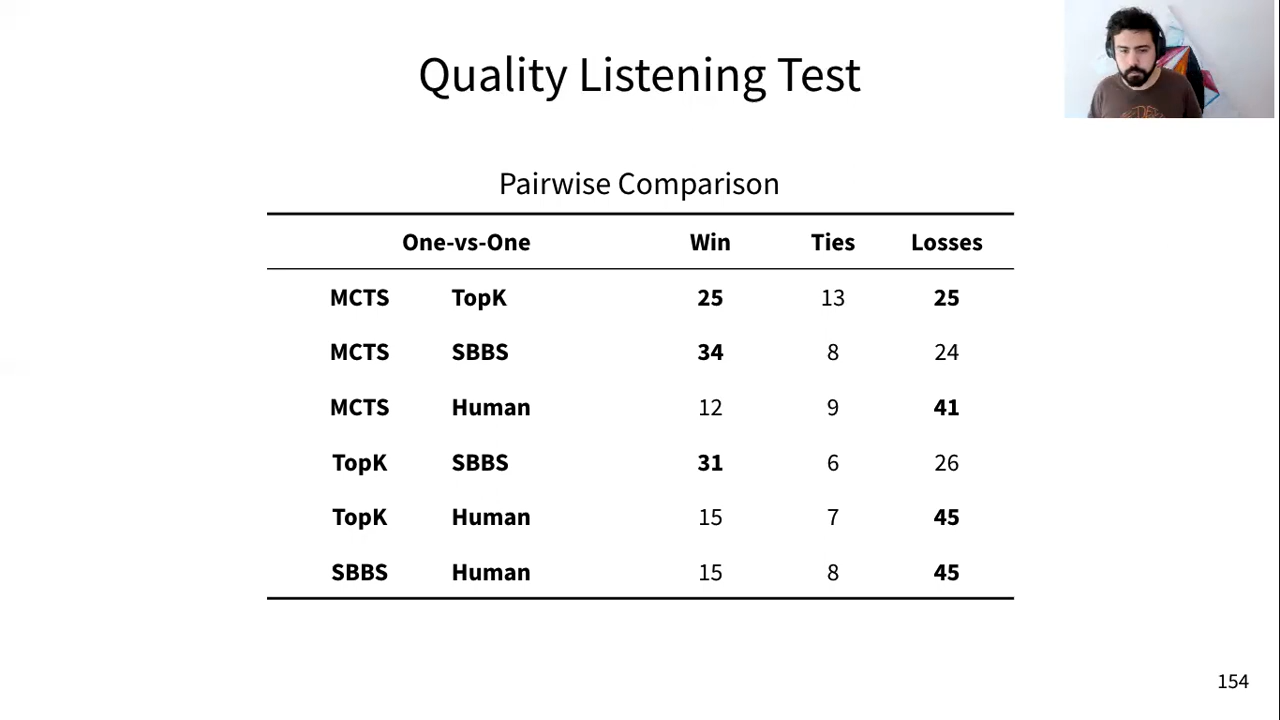 Quality Listening Test
Pairwise Comparison
One-vs-One Win Ties Losses
MCTS TopK 25 13 25
MCTS SBBS 34 8 24
MCTS Human 12 9 41
TopK SBBS 31 6 26
TopK Human 15 7 45
SBBS Human 15 8 45
154